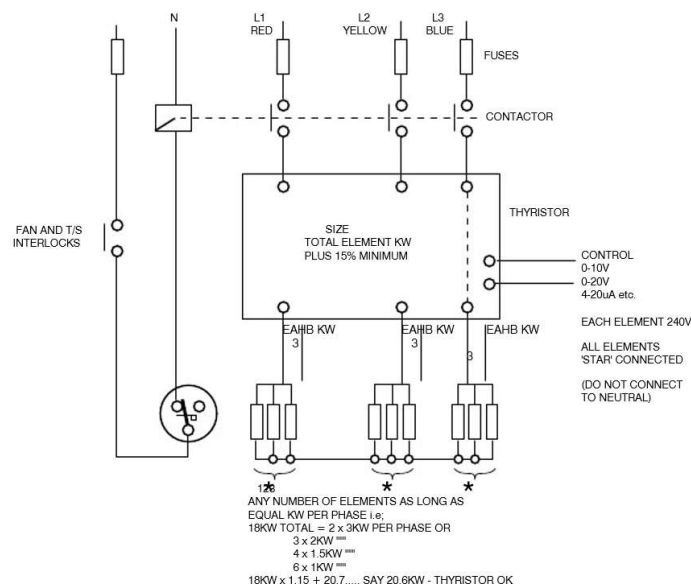 N
L1
RED
L2
YELLOW
L3
BLUE
FUSES
CONTACTOR
FAN AND T/S
INTERLOCKS
SIZE
TOTAL ELEMENT KW
PLUS 15% MINIMUM
THYRISTOR
CONTROL
0-10V
0-20V
4-20uA etc.
EACH ELEMENT 240V
ALL ELEMENTS
'STAR' CONNECTED
(DO NOT CONNECT
TO NEUTRAL)
EAHB KW
3
EAHB KW
3
EAHB KW
3
* * *
123
ANY NUMBER OF ELEMENTS AS LONG AS
EQUAL KW PER PHASE i.e;
18KW TOTAL = 2 x 3KW PER PHASE OR
3 x 2KW """
4 x 1.5KW """
6 x 1KW """
18KW x 1.15 + 20.7..... SAY 20.6KW - THYRISTOR OK